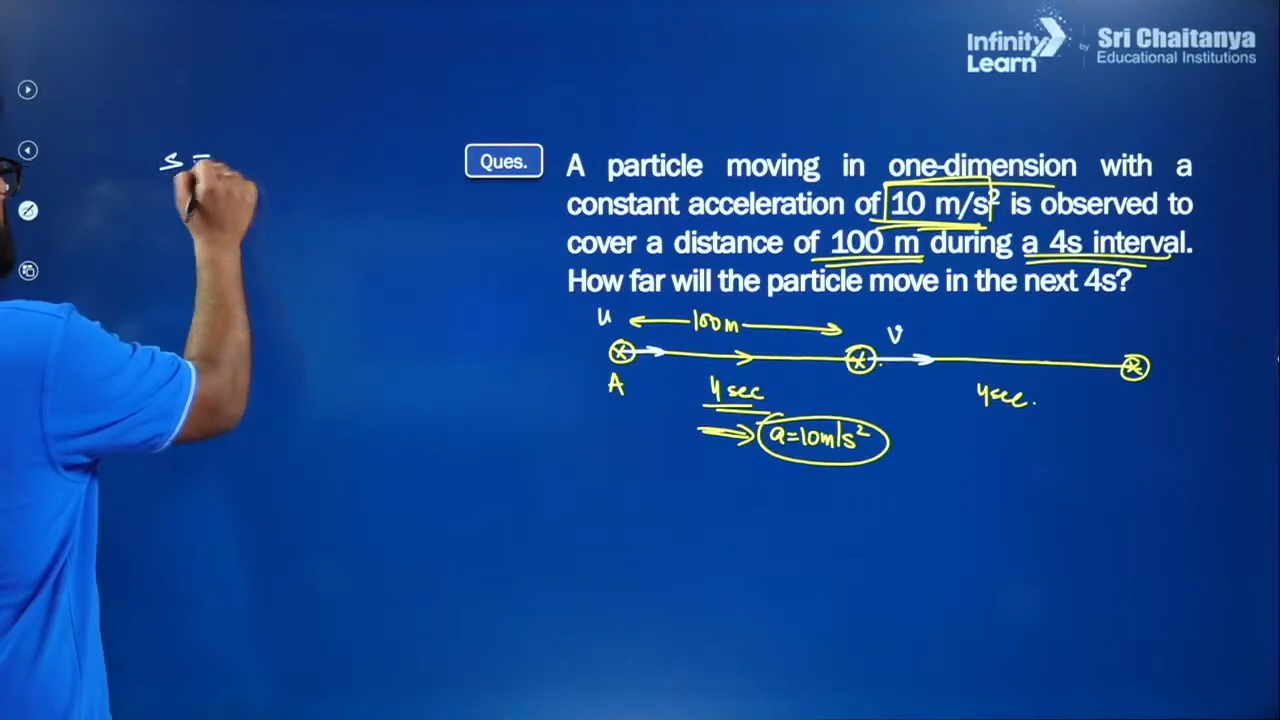 Infinity Learn by Sri Chaitanya Educational Institutions
S =
Ques. A particle moving in one-dimension with a
constant acceleration of 10 m/s² is observed to
cover a distance of 100 m during a 4s interval.
How far will the particle move in the next 4s?
u 100m v
A 4sec 4sec.
a=10m/s²